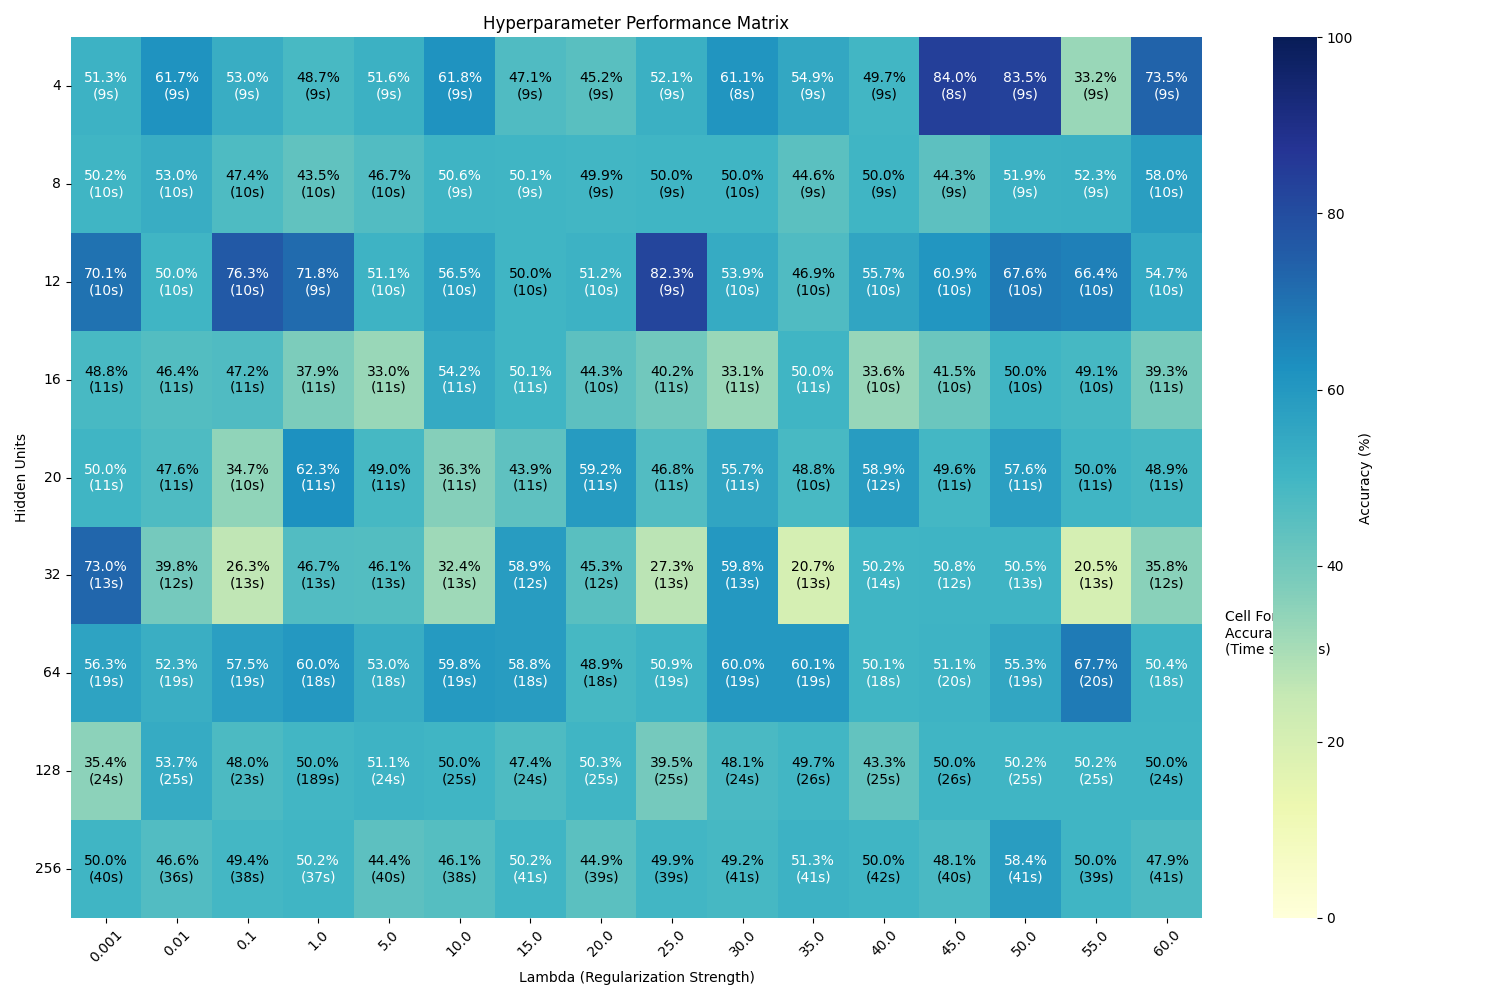 Hyperparameter Performance Matrix
4
51.3% 61.7% 53.0% 48.7% 51.6% 61.8% 47.1% 45.2% 52.1% 61.1% 54.9% 49.7% 84.0% 83.5% 33.2% 73.5%
(9s) (9s) (9s) (9s) (9s) (9s) (9s) (9s) (9s) (8s) (9s) (9s) (8s) (9s) (9s) (9s)
8
50.2% 53.0% 47.4% 43.5% 46.7% 50.6% 50.1% 49.9% 50.0% 50.0% 44.6% 50.0% 44.3% 51.9% 52.3% 58.0%
(10s) (10s) (10s) (10s) (10s) (9s) (9s) (9s) (9s) (10s) (9s) (9s) (9s) (9s) (9s) (10s)
12
70.1% 50.0% 76.3% 71.8% 51.1% 56.5% 50.0% 51.2% 82.3% 53.9% 46.9% 55.7% 60.9% 67.6% 66.4% 54.7%
(10s) (10s) (10s) (9s) (10s) (10s) (10s) (10s) (9s) (10s) (10s) (10s) (10s) (10s) (10s) (10s)
16
48.8% 46.4% 47.2% 37.9% 33.0% 54.2% 50.1% 44.3% 40.2% 33.1% 50.0% 33.6% 41.5% 50.0% 49.1% 39.3%
(11s) (11s) (11s) (11s) (11s) (11s) (11s) (10s) (11s) (11s) (11s) (10s) (10s) (10s) (10s) (11s)
20
50.0% 47.6% 34.7% 62.3% 49.0% 36.3% 43.9% 59.2% 46.8% 55.7% 48.8% 58.9% 49.6% 57.6% 50.0% 48.9%
(11s) (11s) (10s) (11s) (11s) (11s) (11s) (11s) (11s) (11s) (10s) (12s) (11s) (11s) (11s) (11s)
32
73.0% 39.8% 26.3% 46.7% 46.1% 32.4% 58.9% 45.3% 27.3% 59.8% 20.7% 50.2% 50.8% 50.5% 20.5% 35.8%
(13s) (12s) (13s) (13s) (13s) (13s) (12s) (12s) (13s) (13s) (13s) (14s) (12s) (13s) (13s) (12s)
64
56.3% 52.3% 57.5% 60.0% 53.0% 59.8% 58.8% 48.9% 50.9% 60.0% 60.1% 50.1% 51.1% 55.3% 67.7% 50.4%
(19s) (19s) (19s) (18s) (18s) (19s) (18s) (18s) (19s) (19s) (19s) (18s) (20s) (19s) (20s) (18s)
128
35.4% 53.7% 48.0% 50.0% 51.1% 50.0% 47.4% 50.3% 39.5% 48.1% 49.7% 43.3% 50.0% 50.2% 50.2% 50.0%
(24s) (25s) (23s) (189s) (24s) (25s) (24s) (25s) (25s) (24s) (26s) (25s) (26s) (25s) (25s) (24s)
256
50.0% 46.6% 49.4% 50.2% 44.4% 46.1% 50.2% 44.9% 49.9% 49.2% 51.3% 50.0% 48.1% 58.4% 50.0% 47.9%
(40s) (36s) (38s) (37s) (40s) (38s) (41s) (39s) (39s) (41s) (41s) (42s) (40s) (41s) (39s) (41s)
0.001 0.01 0.1 1.0 5.0 10.0 15.0 20.0 25.0 30.0 35.0 40.0 45.0 50.0 55.0 60.0
Lambda (Regularization Strength)
Hidden Units
Cell
(Time
100
80
60
40
20
0
Accuracy (%)